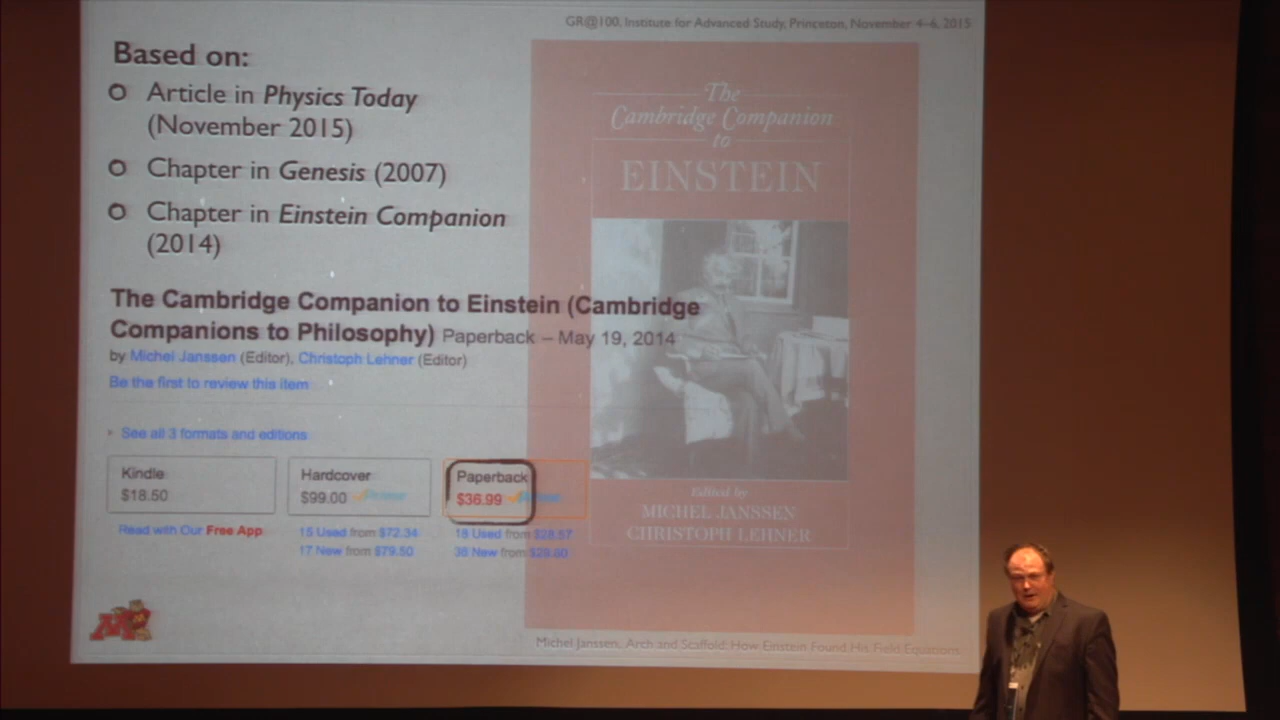 GR@100, Institute for Advanced Study, Princeton, November 4–6, 2015
Based on:
Article in Physics Today
(November 2015)
Chapter in Genesis (2007)
Chapter in Einstein Companion
(2014)
The Cambridge Companion to Einstein (Cambridge
Companions to Philosophy) Paperback – May 19, 2014
by Michel Janssen (Editor), Christoph Lehner (Editor)
Be the first to review this item
See all 3 formats and editions
Kindle
$18.50
Read with Our Free App
Hardcover
$99.00
15 Used from $72.34
17 New from $79.50
Paperback
$36.99
18 Used from $28.57
The
Cambridge Companion
to
EINSTEIN
Edited by
MICHEL JANSSEN
CHRISTOPH LEHNER
M
Michel Janssen, Arch and Scaffold: How Einstein Found His Field Equations